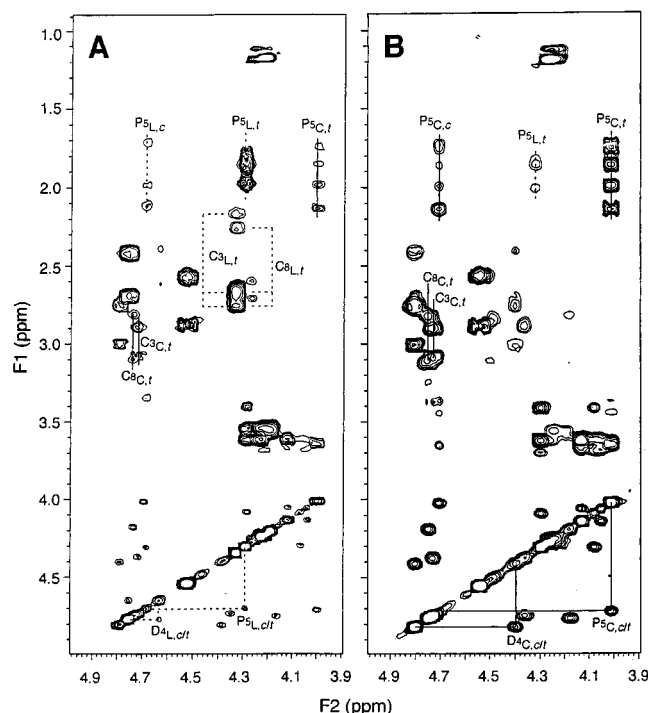 A
B
1.0
1.5
2.0
2.5
3.0
3.5
4.0
4.5
F1 (ppm)
P⁵L,c
P⁵L,t
P⁵C,t
C³L,t
C⁸L,t
C³C,t
C⁸C,t
D⁴L,c/t
P⁵L,c/t
P⁵C,c
P⁵L,t
P⁵C,t
C⁸C,t
C³C,t
P⁵C,c/t
D⁴C,c/t
4.9 4.7 4.5 4.3 4.1 4.9 4.7 4.5 4.3 4.1 3.9
F2 (ppm)